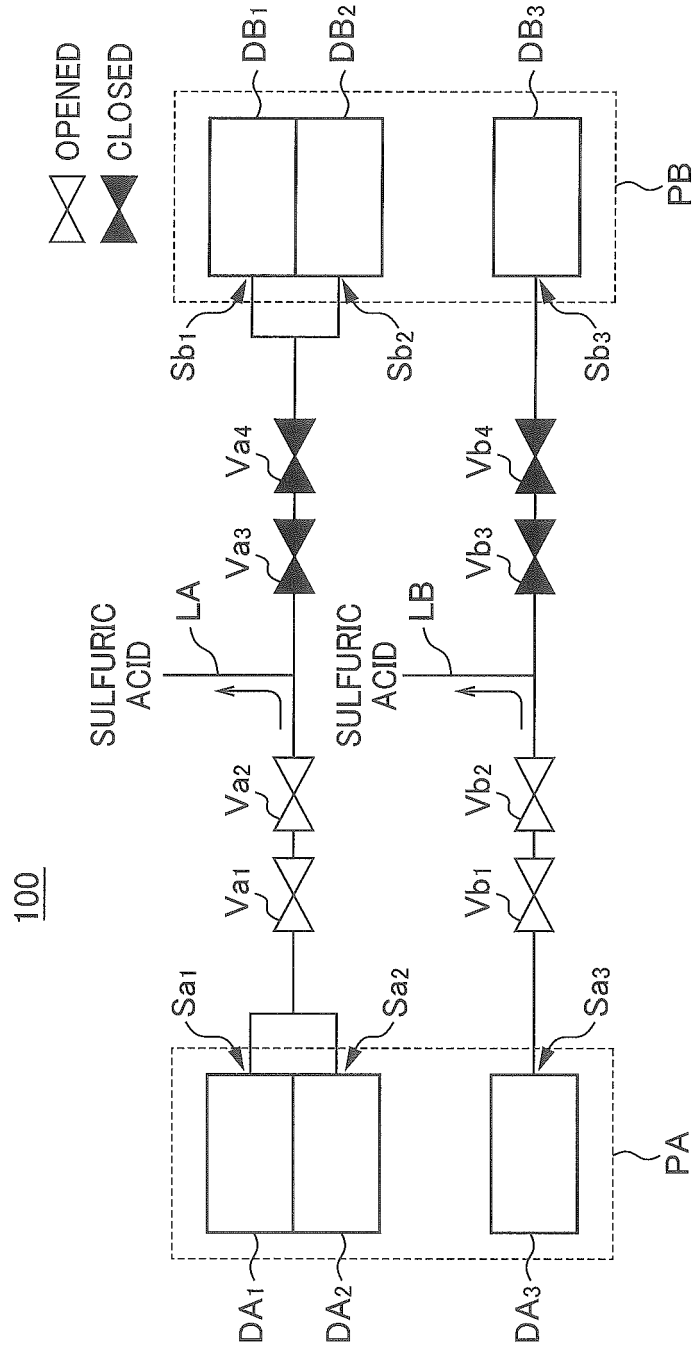 100
OPENED
CLOSED
SULFURIC
ACID
LA
Va1
Va2
Va3
Va4
Sa1
Sa2
Sb1
Sb2
DA1
DA2
DB1
DB2
SULFURIC
ACID
LB
Vb1
Vb2
Vb3
Vb4
Sa3
Sb3
DA3
DB3
PA
PB